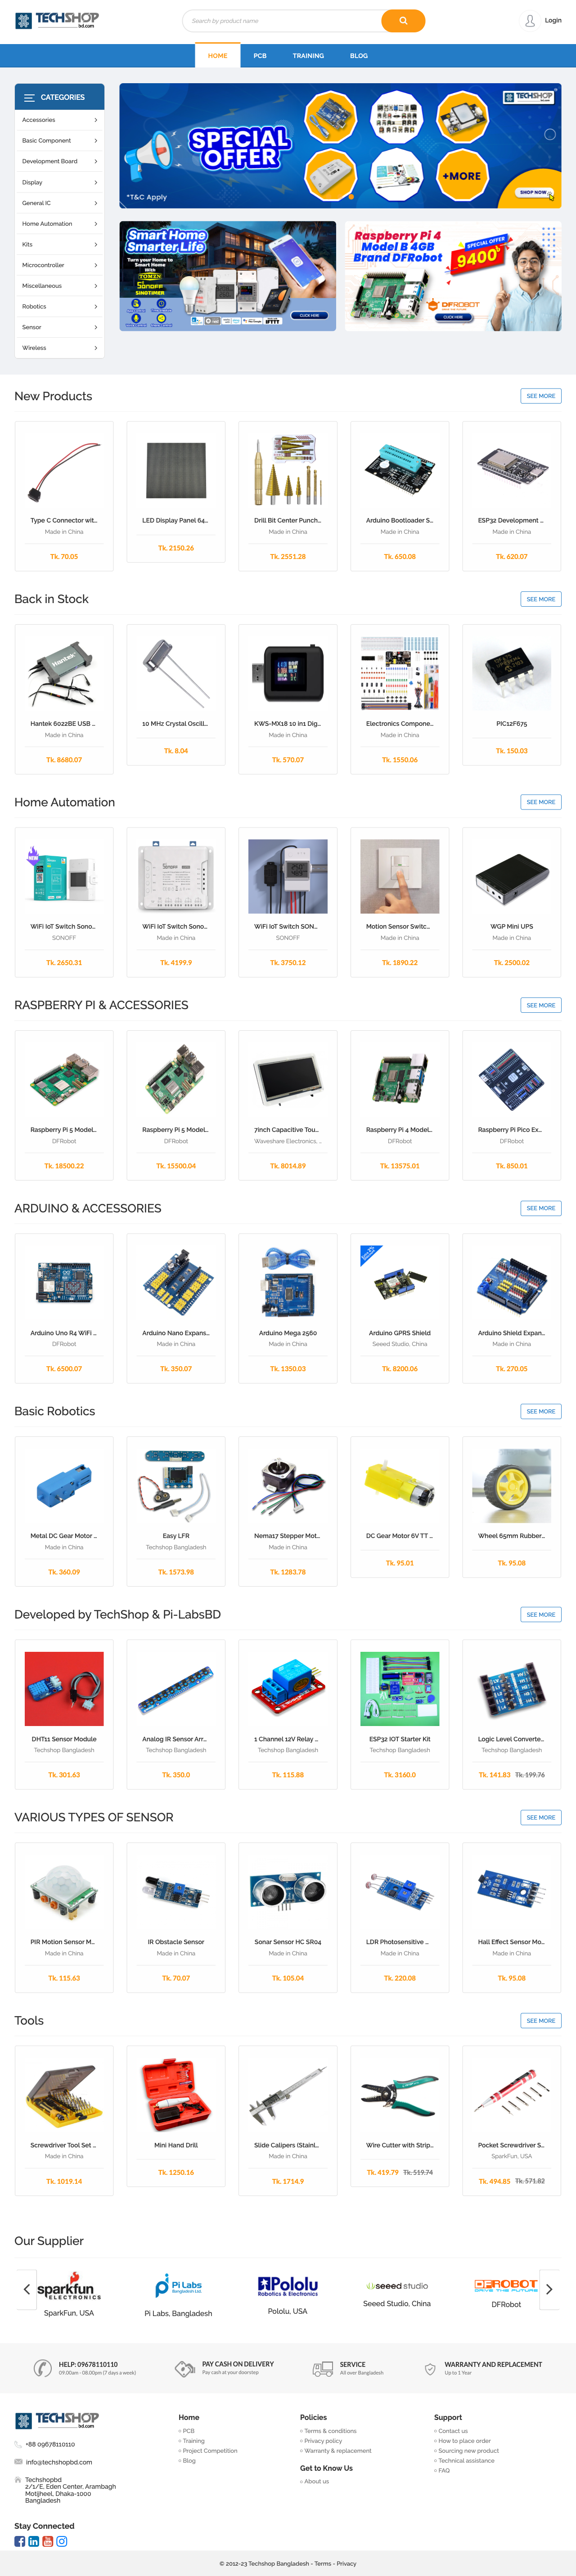 TECHSHOP
bd.com
Search by product name
Login
HOME PCB TRAINING BLOG
CATEGORIES
Accessories
Basic Component
Development Board
Display
General IC
Home Automation
Kits
Microcontroller
Miscellaneous
Robotics
Sensor
Wireless
SPECIAL
OFFER
*T&C Apply
+MORE
TECHSHOP
SHOP NOW
Smart Home
Smarter Life
Turn your Home to
Smart Home
With
TOMZN
SONOFF
SINOTIMER
IFTTT
CLICK HERE
Raspberry Pi 4
Model B 4GB
Brand DFRobot
SPECIAL OFFER
9400
DFROBOT
CLICK HERE
New Products
SEE MORE
Type C Connector wit...
Made in China
Tk. 70.05
LED Display Panel 64...
Tk. 2150.26
Drill Bit Center Punch...
Made in China
Tk. 2551.28
Arduino Bootloader S...
Made in China
Tk. 650.08
ESP32 Development ...
Made in China
Tk. 620.07
Back in Stock
SEE MORE
Hantek 6022BE USB ...
Made in China
Tk. 8680.07
10 MHz Crystal Oscill...
Tk. 8.04
KWS-MX18 10 in1 Dig...
Made in China
Tk. 570.07
Electronics Compone...
Made in China
Tk. 1550.06
PIC12F675
Tk. 150.03
Home Automation
SEE MORE
WiFi IoT Switch Sono...
SONOFF
Tk. 2650.31
WiFi IoT Switch Sono...
Made in China
Tk. 4199.9
WiFi IoT Switch SON...
SONOFF
Tk. 3750.12
Motion Sensor Switc...
Made in China
Tk. 1890.22
WGP Mini UPS
Made in China
Tk. 2500.02
RASPBERRY PI & ACCESSORIES
SEE MORE
Raspberry Pi 5 Model...
DFRobot
Tk. 18500.22
Raspberry Pi 5 Model...
DFRobot
Tk. 15500.04
7inch Capacitive Tou...
Waveshare Electronics, ...
Tk. 8014.89
Raspberry Pi 4 Model...
DFRobot
Tk. 13575.01
Raspberry Pi Pico Ex...
DFRobot
Tk. 850.01
ARDUINO & ACCESSORIES
SEE MORE
Arduino Uno R4 WiFi ...
DFRobot
Tk. 6500.07
Arduino Nano Expans...
Made in China
Tk. 350.07
Arduino Mega 2560
Made in China
Tk. 1350.03
Arduino GPRS Shield
Seeed Studio, China
Tk. 8200.06
Arduino Shield Expan...
Made in China
Tk. 270.05
Basic Robotics
SEE MORE
Metal DC Gear Motor ...
Made in China
Tk. 360.09
Easy LFR
Techshop Bangladesh
Tk. 1573.98
Nema17 Stepper Mot...
Made in China
Tk. 1283.78
DC Gear Motor 6V TT ...
Tk. 95.01
Wheel 65mm Rubber...
Tk. 95.08
Developed by TechShop & Pi-LabsBD
SEE MORE
DHT11 Sensor Module
Techshop Bangladesh
Tk. 301.63
Analog IR Sensor Arr...
Techshop Bangladesh
Tk. 350.0
1 Channel 12V Relay ...
Techshop Bangladesh
Tk. 115.88
ESP32 IOT Starter Kit
Techshop Bangladesh
Tk. 3160.0
Logic Level Converte...
Techshop Bangladesh
Tk. 141.83 Tk. 199.76
VARIOUS TYPES OF SENSOR
SEE MORE
PIR Motion Sensor M...
Made in China
Tk. 115.63
IR Obstacle Sensor
Made in China
Tk. 70.07
Sonar Sensor HC SR04
Made in China
Tk. 105.04
LDR Photosensitive ...
Made in China
Tk. 220.08
Hall Effect Sensor Mo...
Made in China
Tk. 95.08
Tools
SEE MORE
Screwdriver Tool Set ...
Made in China
Tk. 1019.14
Mini Hand Drill
Tk. 1250.16
Slide Calipers (Stainl...
Made in China
Tk. 1714.9
Wire Cutter with Strip...
Tk. 419.79 Tk. 519.74
Pocket Screwdriver S...
SparkFun, USA
Tk. 494.85 Tk. 571.82
Our Supplier
sparkfun
ELECTRONICS
SparkFun, USA
Pi Labs
Bangladesh Ltd
Pi Labs, Bangladesh
Pololu
Robotics & Electronics
Pololu, USA
seeed studio
Seeed Studio, China
DFROBOT
DRIVE THE FUTURE
DFRobot
HELP: 09678110110
09.00am - 08.00pm (7 days a week)
PAY CASH ON DELIVERY
Pay cash at your doorstep
SERVICE
All over Bangladesh
WARRANTY AND REPLACEMENT
Up to 1 Year
TECHSHOP
bd.com
+88 09678110110
info@techshopbd.com
Techshopbd
2/1/E, Eden Center, Arambagh
Motijheel, Dhaka-1000
Bangladesh
Stay Connected
Home
PCB
Training
Project Competition
Blog
Policies
Terms & conditions
Privacy policy
Warranty & replacement
Get to Know Us
About us
Support
Contact us
How to place order
Sourcing new product
Technical assistance
FAQ
© 2012-23 Techshop Bangladesh - Terms - Privacy